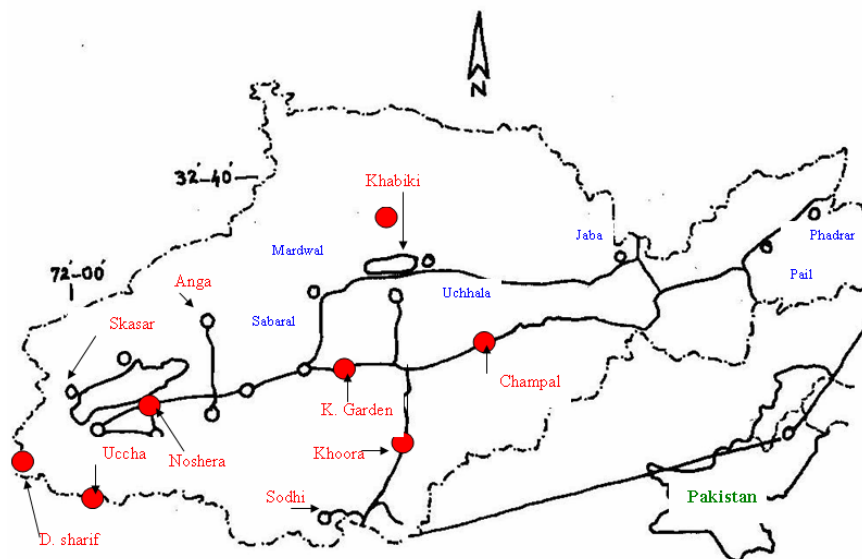 N
32′-40′
Khabiki
Jaba
Phadrar
Mardwal
72′-00′
Anga
Pail
Uchhala
Skasar
Sabaral
Champal
K. Garden
Uccha
Noshera
Khoora
Sodhi
Pakistan
D. sharif